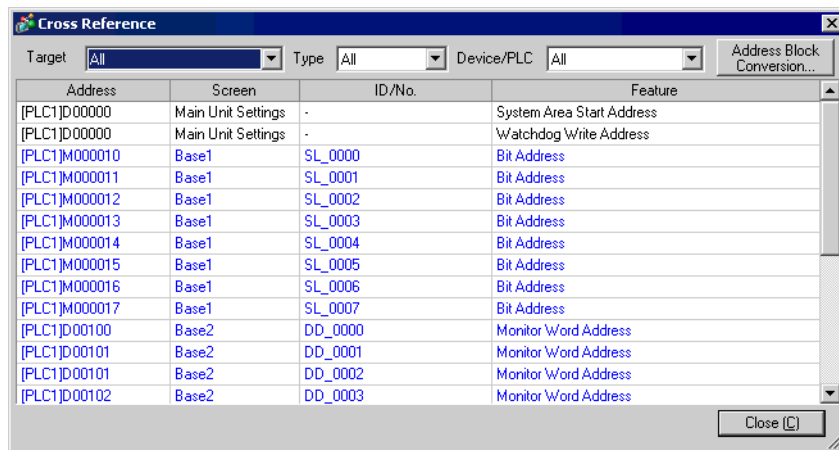 Cross Reference
Target All Type All Device/PLC All Address Block Conversion...
Address Screen ID/No. Feature
[PLC1]D00000 Main Unit Settings - System Area Start Address
[PLC1]D00000 Main Unit Settings - Watchdog Write Address
[PLC1]M000010 Base1 SL_0000 Bit Address
[PLC1]M000011 Base1 SL_0001 Bit Address
[PLC1]M000012 Base1 SL_0002 Bit Address
[PLC1]M000013 Base1 SL_0003 Bit Address
[PLC1]M000014 Base1 SL_0004 Bit Address
[PLC1]M000015 Base1 SL_0005 Bit Address
[PLC1]M000016 Base1 SL_0006 Bit Address
[PLC1]M000017 Base1 SL_0007 Bit Address
[PLC1]D00100 Base2 DD_0000 Monitor Word Address
[PLC1]D00101 Base2 DD_0001 Monitor Word Address
[PLC1]D00101 Base2 DD_0002 Monitor Word Address
[PLC1]D00102 Base2 DD_0003 Monitor Word Address
Close (C)